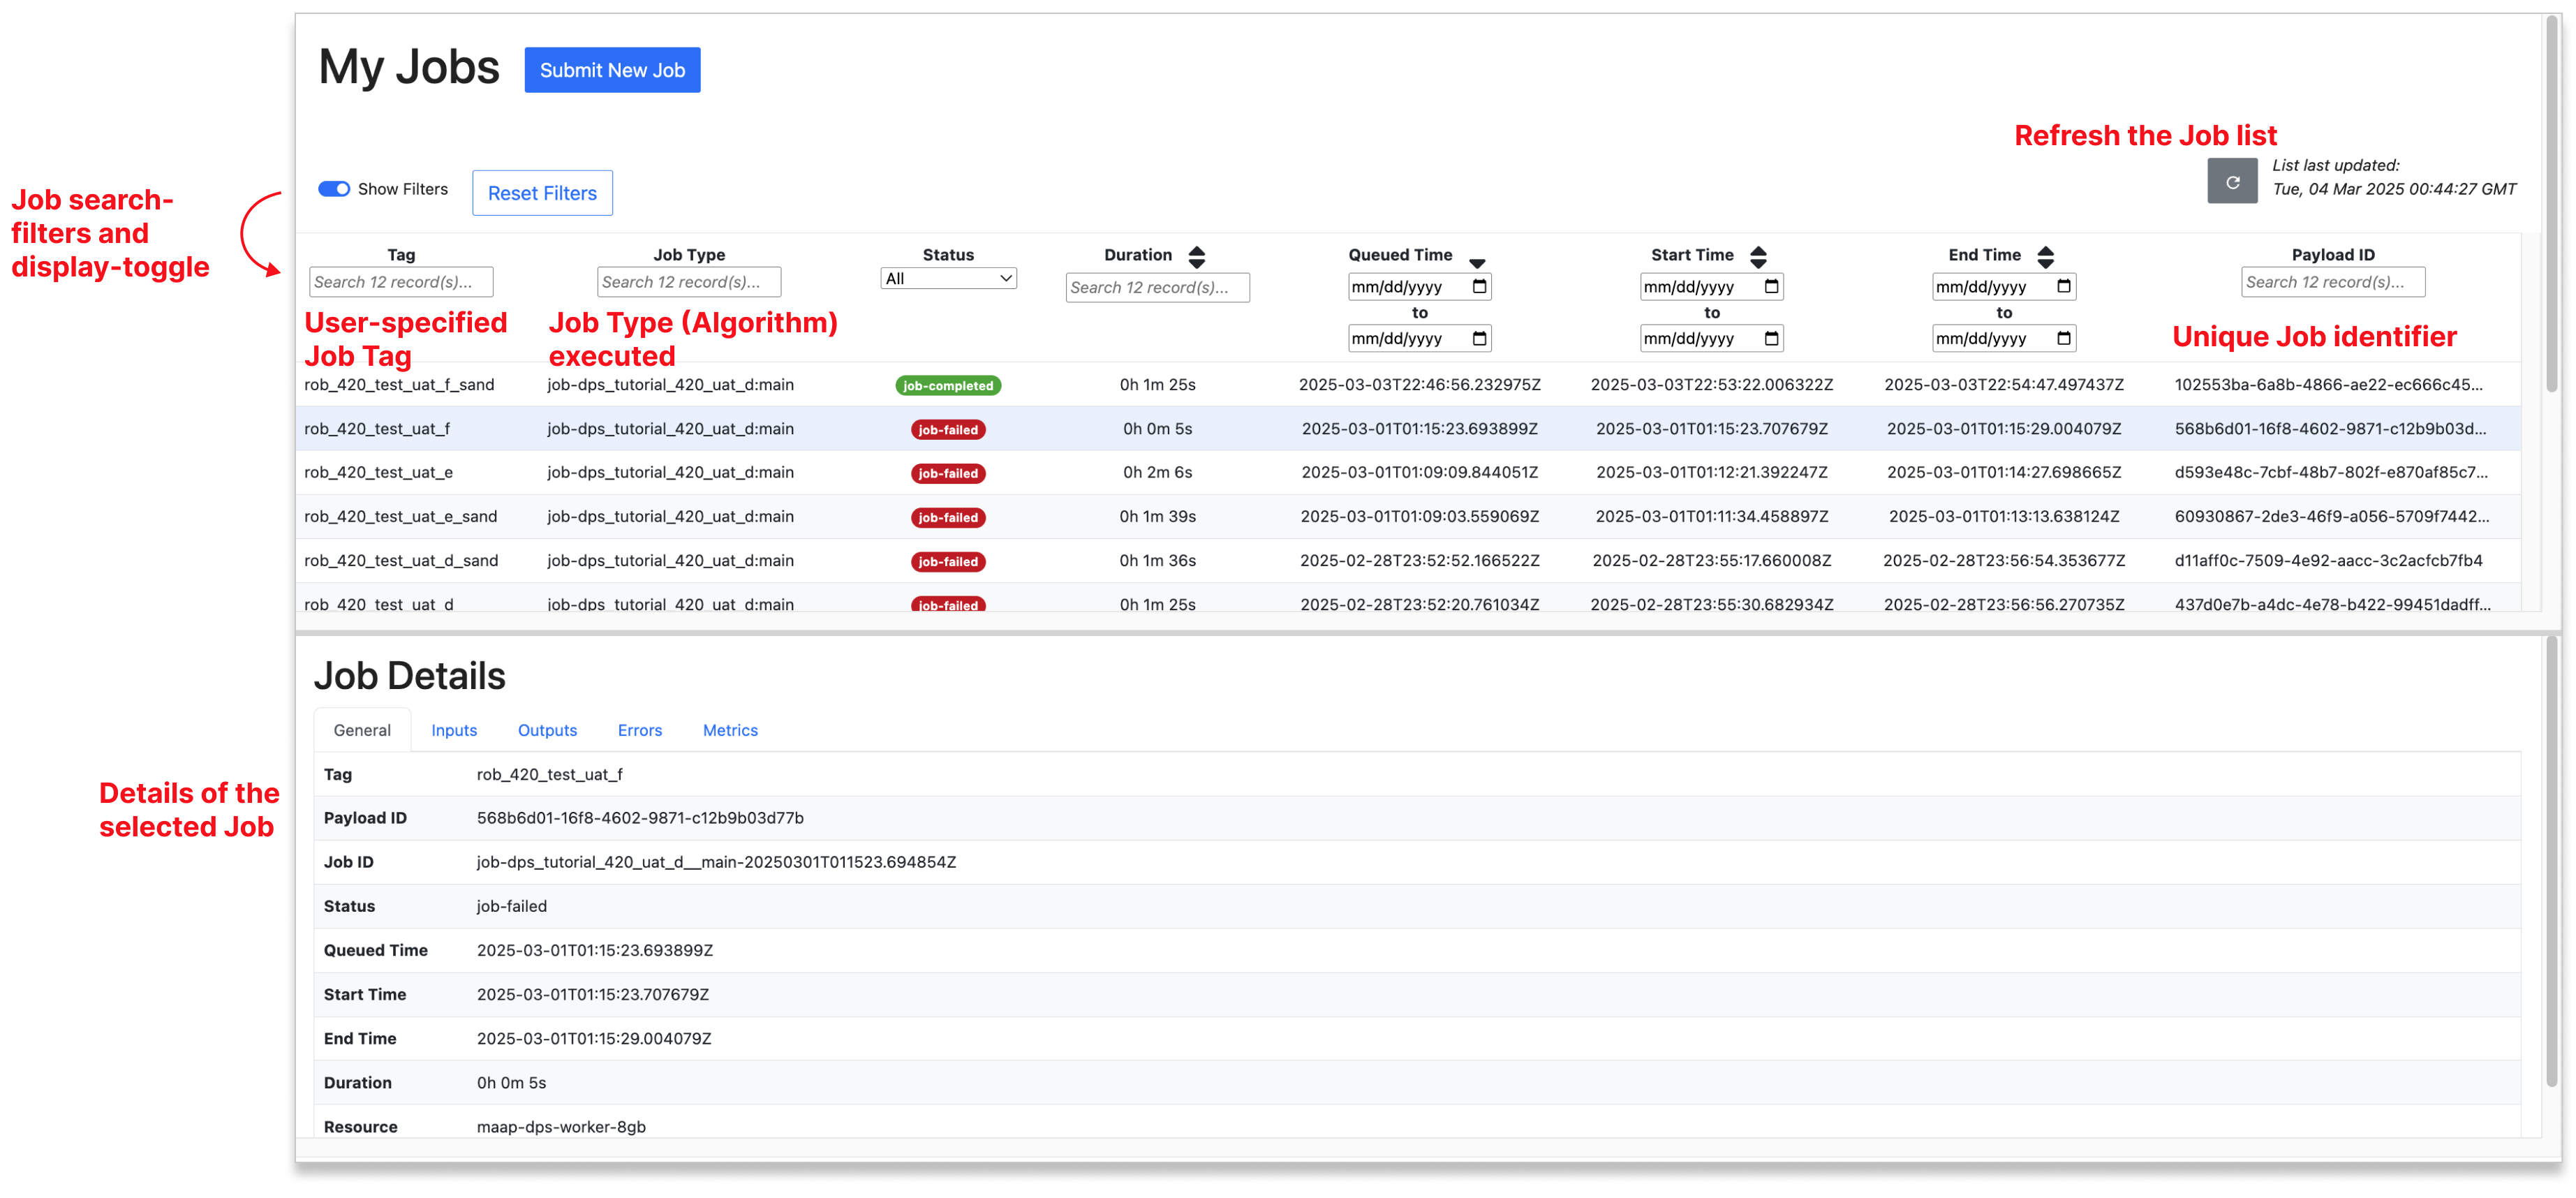 My Jobs
Submit New Job
Refresh the Job list
List last updated:
Tue, 04 Mar 2025 00:44:27 GMT
Job search-
filters and
display-toggle
Show Filters
Reset Filters
Tag Job Type Status Duration Queued Time Start Time End Time Payload ID
Search 12 record(s)... Search 12 record(s)... All Search 12 record(s)... mm/dd/yyyy mm/dd/yyyy mm/dd/yyyy Search 12 record(s)...
to to to
mm/dd/yyyy mm/dd/yyyy mm/dd/yyyy
User-specified
Job Tag
Job Type (Algorithm)
executed
Unique Job identifier
rob_420_test_uat_f_sand job-dps_tutorial_420_uat_d:main job-completed 0h 1m 25s 2025-03-03T22:46:56.232975Z 2025-03-03T22:53:22.006322Z 2025-03-03T22:54:47.497437Z 102553ba-6a8b-4866-ae22-ec666c45...
rob_420_test_uat_f job-dps_tutorial_420_uat_d:main job-failed 0h 0m 5s 2025-03-01T01:15:23.693899Z 2025-03-01T01:15:23.707679Z 2025-03-01T01:15:29.004079Z 568b6d01-16f8-4602-9871-c12b9b03d...
rob_420_test_uat_e job-dps_tutorial_420_uat_d:main job-failed 0h 2m 6s 2025-03-01T01:09:09.844051Z 2025-03-01T01:12:21.392247Z 2025-03-01T01:14:27.698665Z d593e48c-7cbf-48b7-802f-e870af85c7...
rob_420_test_uat_e_sand job-dps_tutorial_420_uat_d:main job-failed 0h 1m 39s 2025-03-01T01:09:03.559069Z 2025-03-01T01:11:34.458897Z 2025-03-01T01:13:13.638124Z 60930867-2de3-46f9-a056-5709f7442...
rob_420_test_uat_d_sand job-dps_tutorial_420_uat_d:main job-failed 0h 1m 36s 2025-02-28T23:52:52.166522Z 2025-02-28T23:55:17.660008Z 2025-02-28T23:56:54.353677Z d11aff0c-7509-4e92-aacc-3c2acfcb7fb4
rob_420_test_uat_d job-dps_tutorial_420_uat_d:main job-failed 0h 1m 25s 2025-02-28T23:52:20.761034Z 2025-02-28T23:55:30.682934Z 2025-02-28T23:56:56.270735Z 437d0e7b-a4dc-4e78-b422-99451dadff...
Job Details
General Inputs Outputs Errors Metrics
Details of the
selected Job
Tag rob_420_test_uat_f
Payload ID 568b6d01-16f8-4602-9871-c12b9b03d77b
Job ID job-dps_tutorial_420_uat_d__main-20250301T011523.694854Z
Status job-failed
Queued Time 2025-03-01T01:15:23.693899Z
Start Time 2025-03-01T01:15:23.707679Z
End Time 2025-03-01T01:15:29.004079Z
Duration 0h 0m 5s
Resource maap-dps-worker-8gb